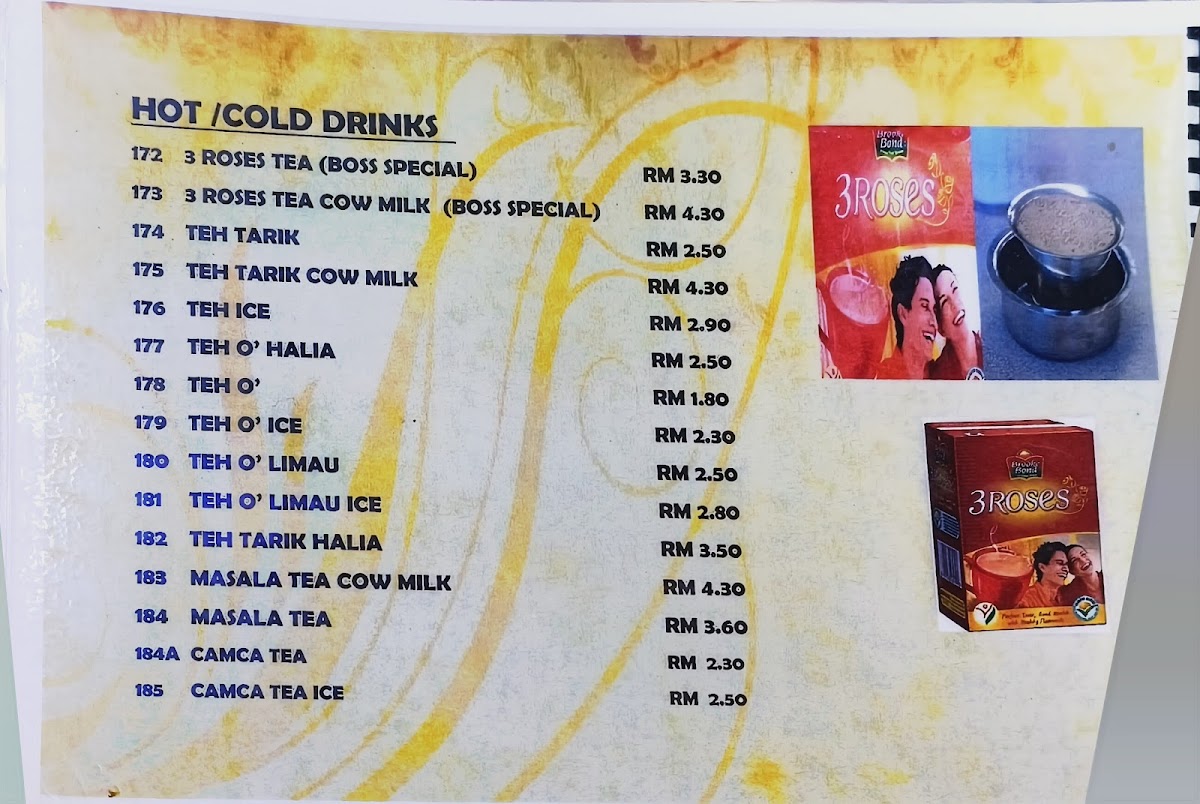 HOT /COLD DRINKS
172 3 ROSES TEA (BOSS SPECIAL) RM 3.30
173 3 ROSES TEA COW MILK (BOSS SPECIAL) RM 4.30
174 TEH TARIK RM 2.50
175 TEH TARIK COW MILK RM 4.30
176 TEH ICE RM 2.90
177 TEH O' HALIA RM 2.50
178 TEH O' RM 1.80
179 TEH O' ICE RM 2.30
180 TEH O' LIMAU RM 2.50
181 TEH O' LIMAU ICE RM 2.80
182 TEH TARIK HALIA RM 3.50
183 MASALA TEA COW MILK RM 4.30
184 MASALA TEA RM 3.60
184A CAMCA TEA RM 2.30
185 CAMCA TEA ICE RM 2.50
Brooke
Bond
3ROSES
Brooke
Bond
3ROSES